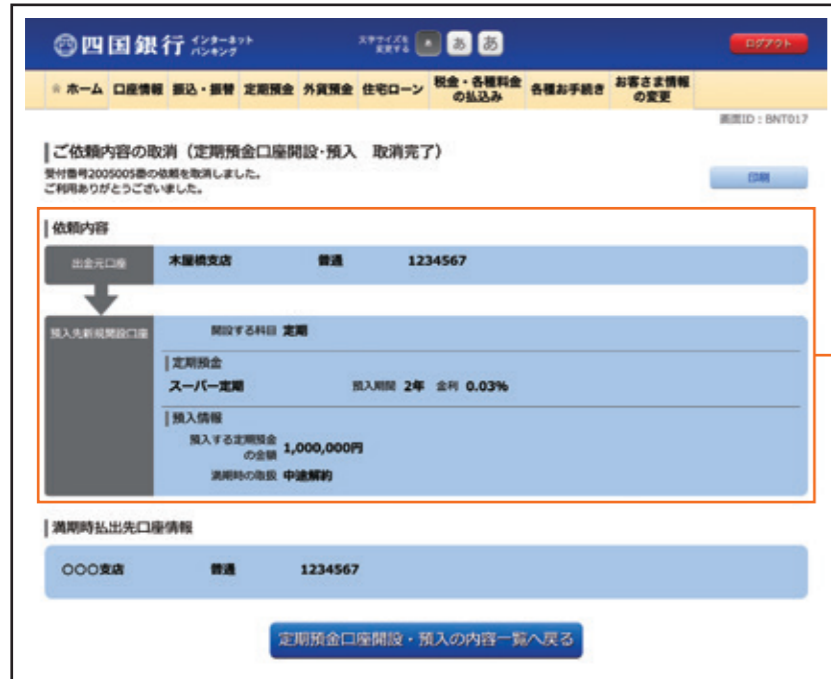 四国銀行 インターネット バンキング 文字サイズを 変更する あ あ ログアウト
ホーム 口座情報 振込・振替 定期預金 外貨預金 住宅ローン 税金・各種料金 の払込み 各種お手続き お客さま情報 の変更
画面ID：BNT017
ご依頼内容の取消（定期預金口座開設・預入　取消完了）
受付番号2005005番の依頼を取消しました。
ご利用ありがとうございました。
印刷
依頼内容
出金元口座 木屋橋支店 普通 1234567
預入先新規開設口座 開設する科目 定期
定期預金
スーパー定期 預入期間 2年 金利 0.03%
預入情報
預入する定期預金
の金額 1,000,000円
満期時の取扱 中途解約
満期時払出先口座情報
○○○支店 普通 1234567
定期預金口座開設・預入の内容一覧へ戻る